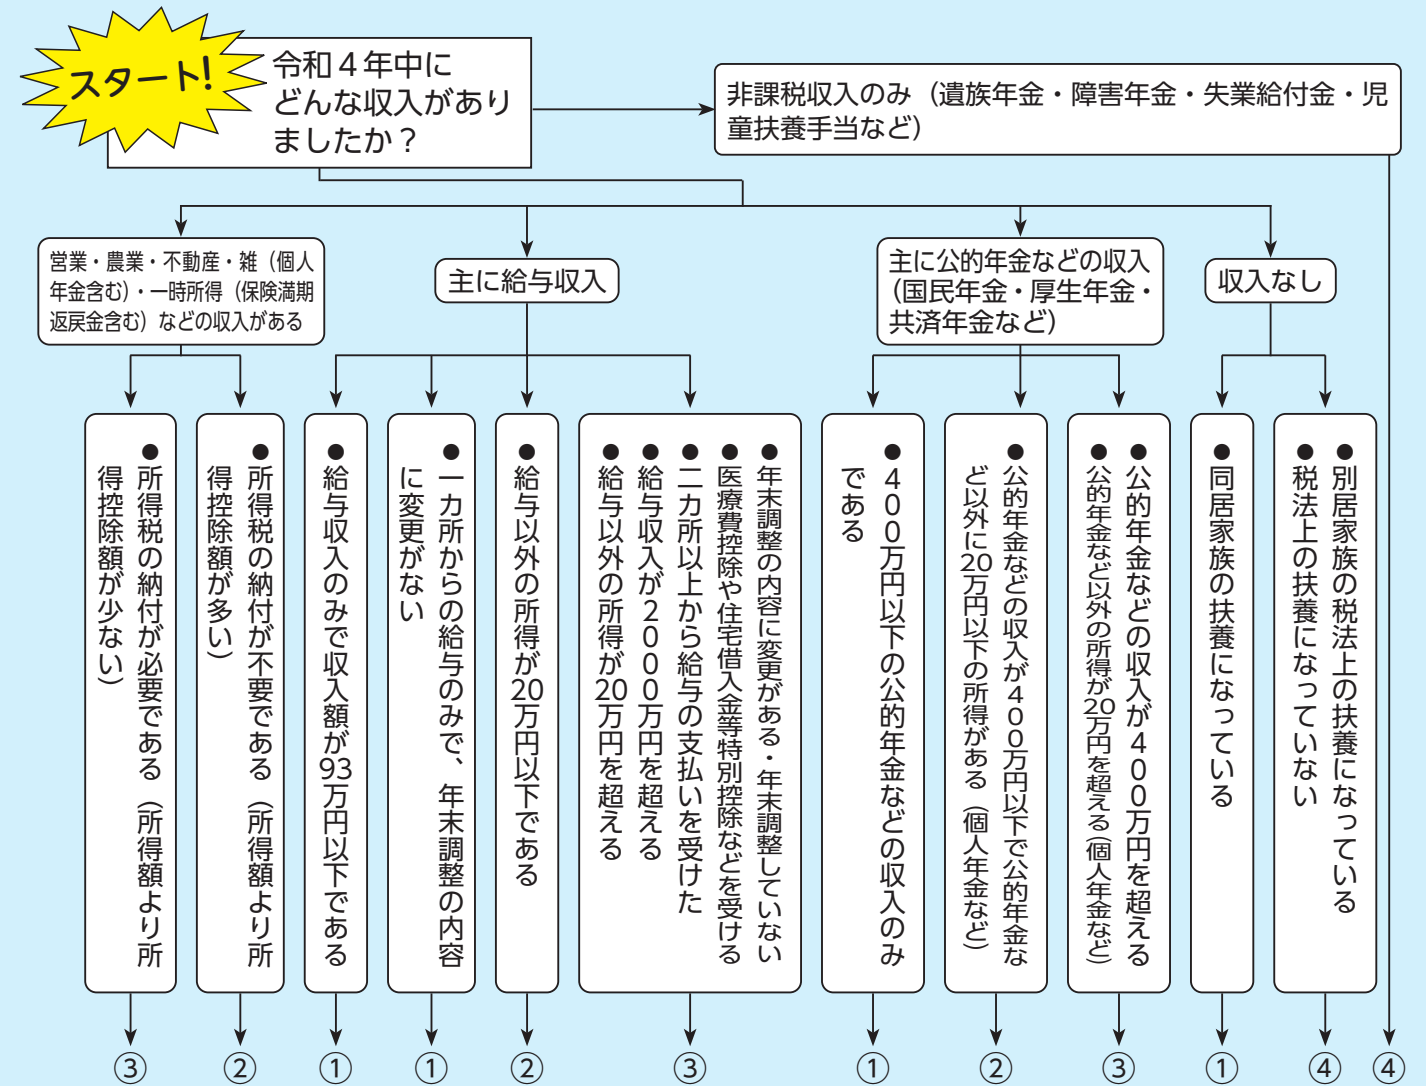 スタート!
令和４年中に
どんな収入があり
ましたか？
非課税収入のみ（遺族年金・障害年金・失業給付金・児
童扶養手当など）
営業・農業・不動産・雑（個人
年金含む）・一時所得（保険満期
返戻金含む）などの収入がある
主に給与収入
主に公的年金などの収入
（国民年金・厚生年金・
共済年金など）
収入なし
●所得税の納付が必要である（所得額より所
得控除額が少ない）
●所得税の納付が不要である（所得額より所
得控除額が多い）
●給与収入のみで収入額が93万円以下である
●一カ所からの給与のみで、年末調整の内容
に変更がない
●給与以外の所得が20万円以下である
●年末調整の内容に変更がある・年末調整していない
●医療費控除や住宅借入金等特別控除などを受ける
●二カ所以上から給与の支払いを受けた
●給与収入が２０００万円を超える
●給与以外の所得が20万円を超える
●４００万円以下の公的年金などの収入のみ
である
●公的年金などの収入が４００万円以下で公的年金な
ど以外に20万円以下の所得がある（個人年金など）
●公的年金などの収入が４００万円を超える
●公的年金など以外の所得が20万円を超える（個人年金など）
●同居家族の扶養になっている
●別居家族の税法上の扶養になっている
●税法上の扶養になっていない
③
②
①
①
②
③
①
②
③
①
④
④